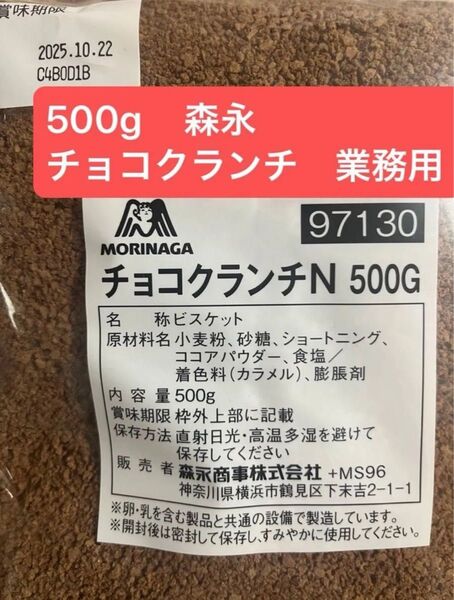 賞味期限
2025.10.22
C4B0D1B
500g 森永
チョコクランチ 業務用
MORINAGA
97130
チョコクランチN 500G
名 称 ビスケット
原材料名 小麦粉、砂糖、ショートニング、
ココアパウダー、食塩／
着色料(カラメル)、膨脹剤
内 容 量 500g
賞味期限 枠外上部に記載
保存方法 直射日光・高温多湿を避けて
保存してください
販 売 者 森永商事株式会社 +MS96
神奈川県横浜市鶴見区下末吉2-1-1
※卵・乳を含む製品と共通の設備で製造しています。
※開封後は密封して保存し、すみやかに使用してください。